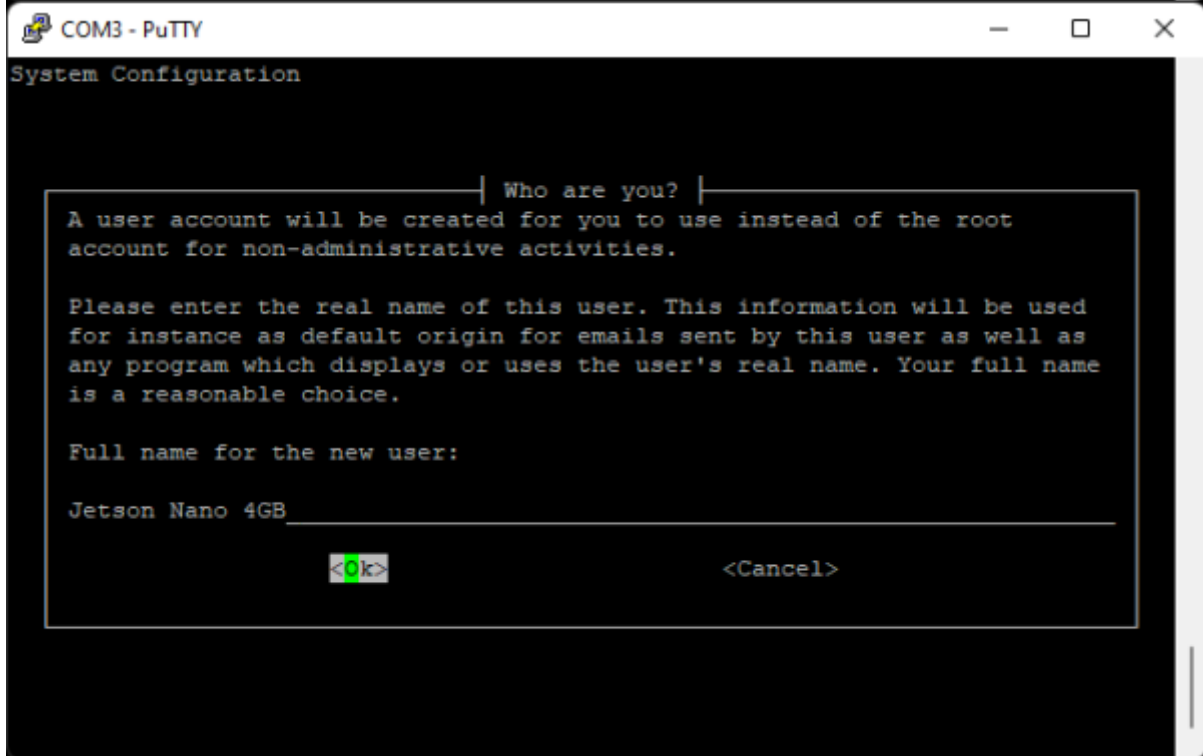 COM3 - PuTTY
System Configuration
Who are you?
A user account will be created for you to use instead of the root
account for non-administrative activities.
Please enter the real name of this user. This information will be used
for instance as default origin for emails sent by this user as well as
any program which displays or uses the user's real name. Your full name
is a reasonable choice.
Full name for the new user:
Jetson Nano 4GB
<Ok> <Cancel>